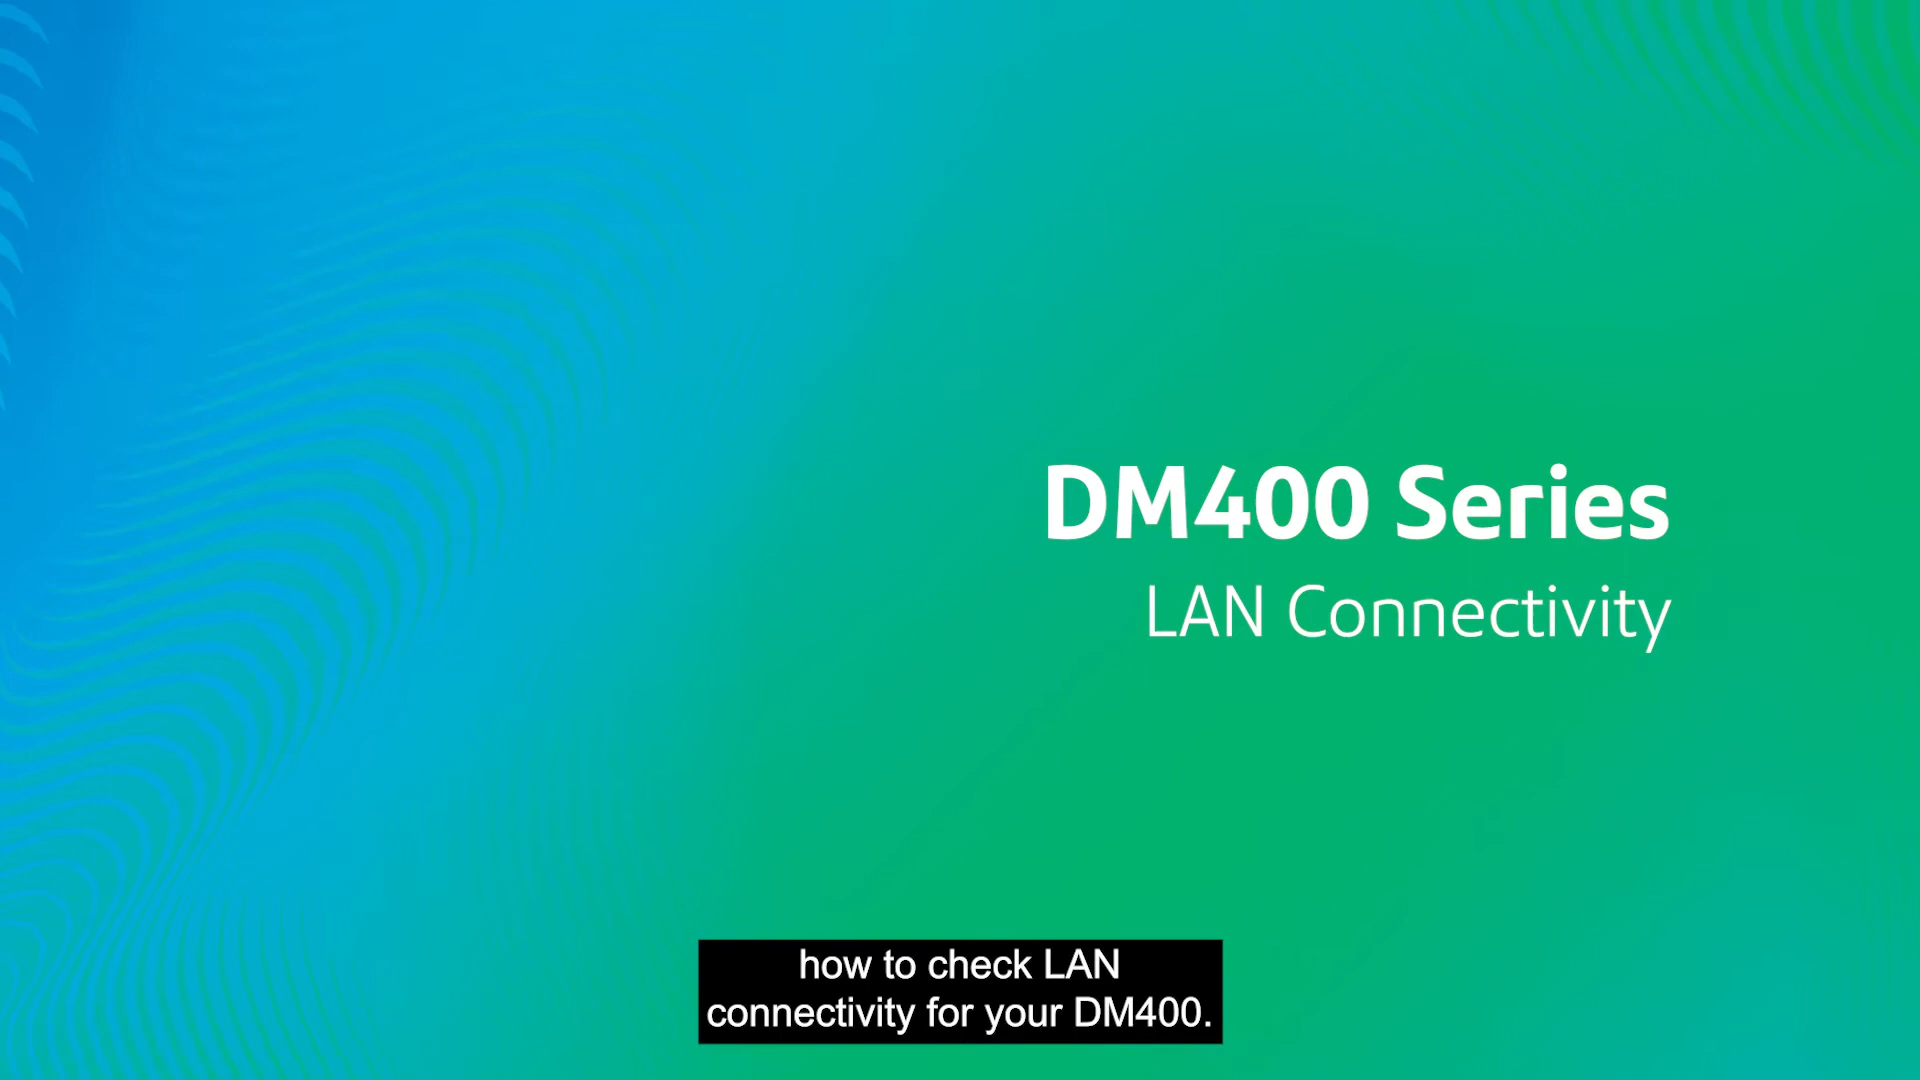 DM400 Series
LAN Connectivity
how to check LAN
connectivity for your DM400.